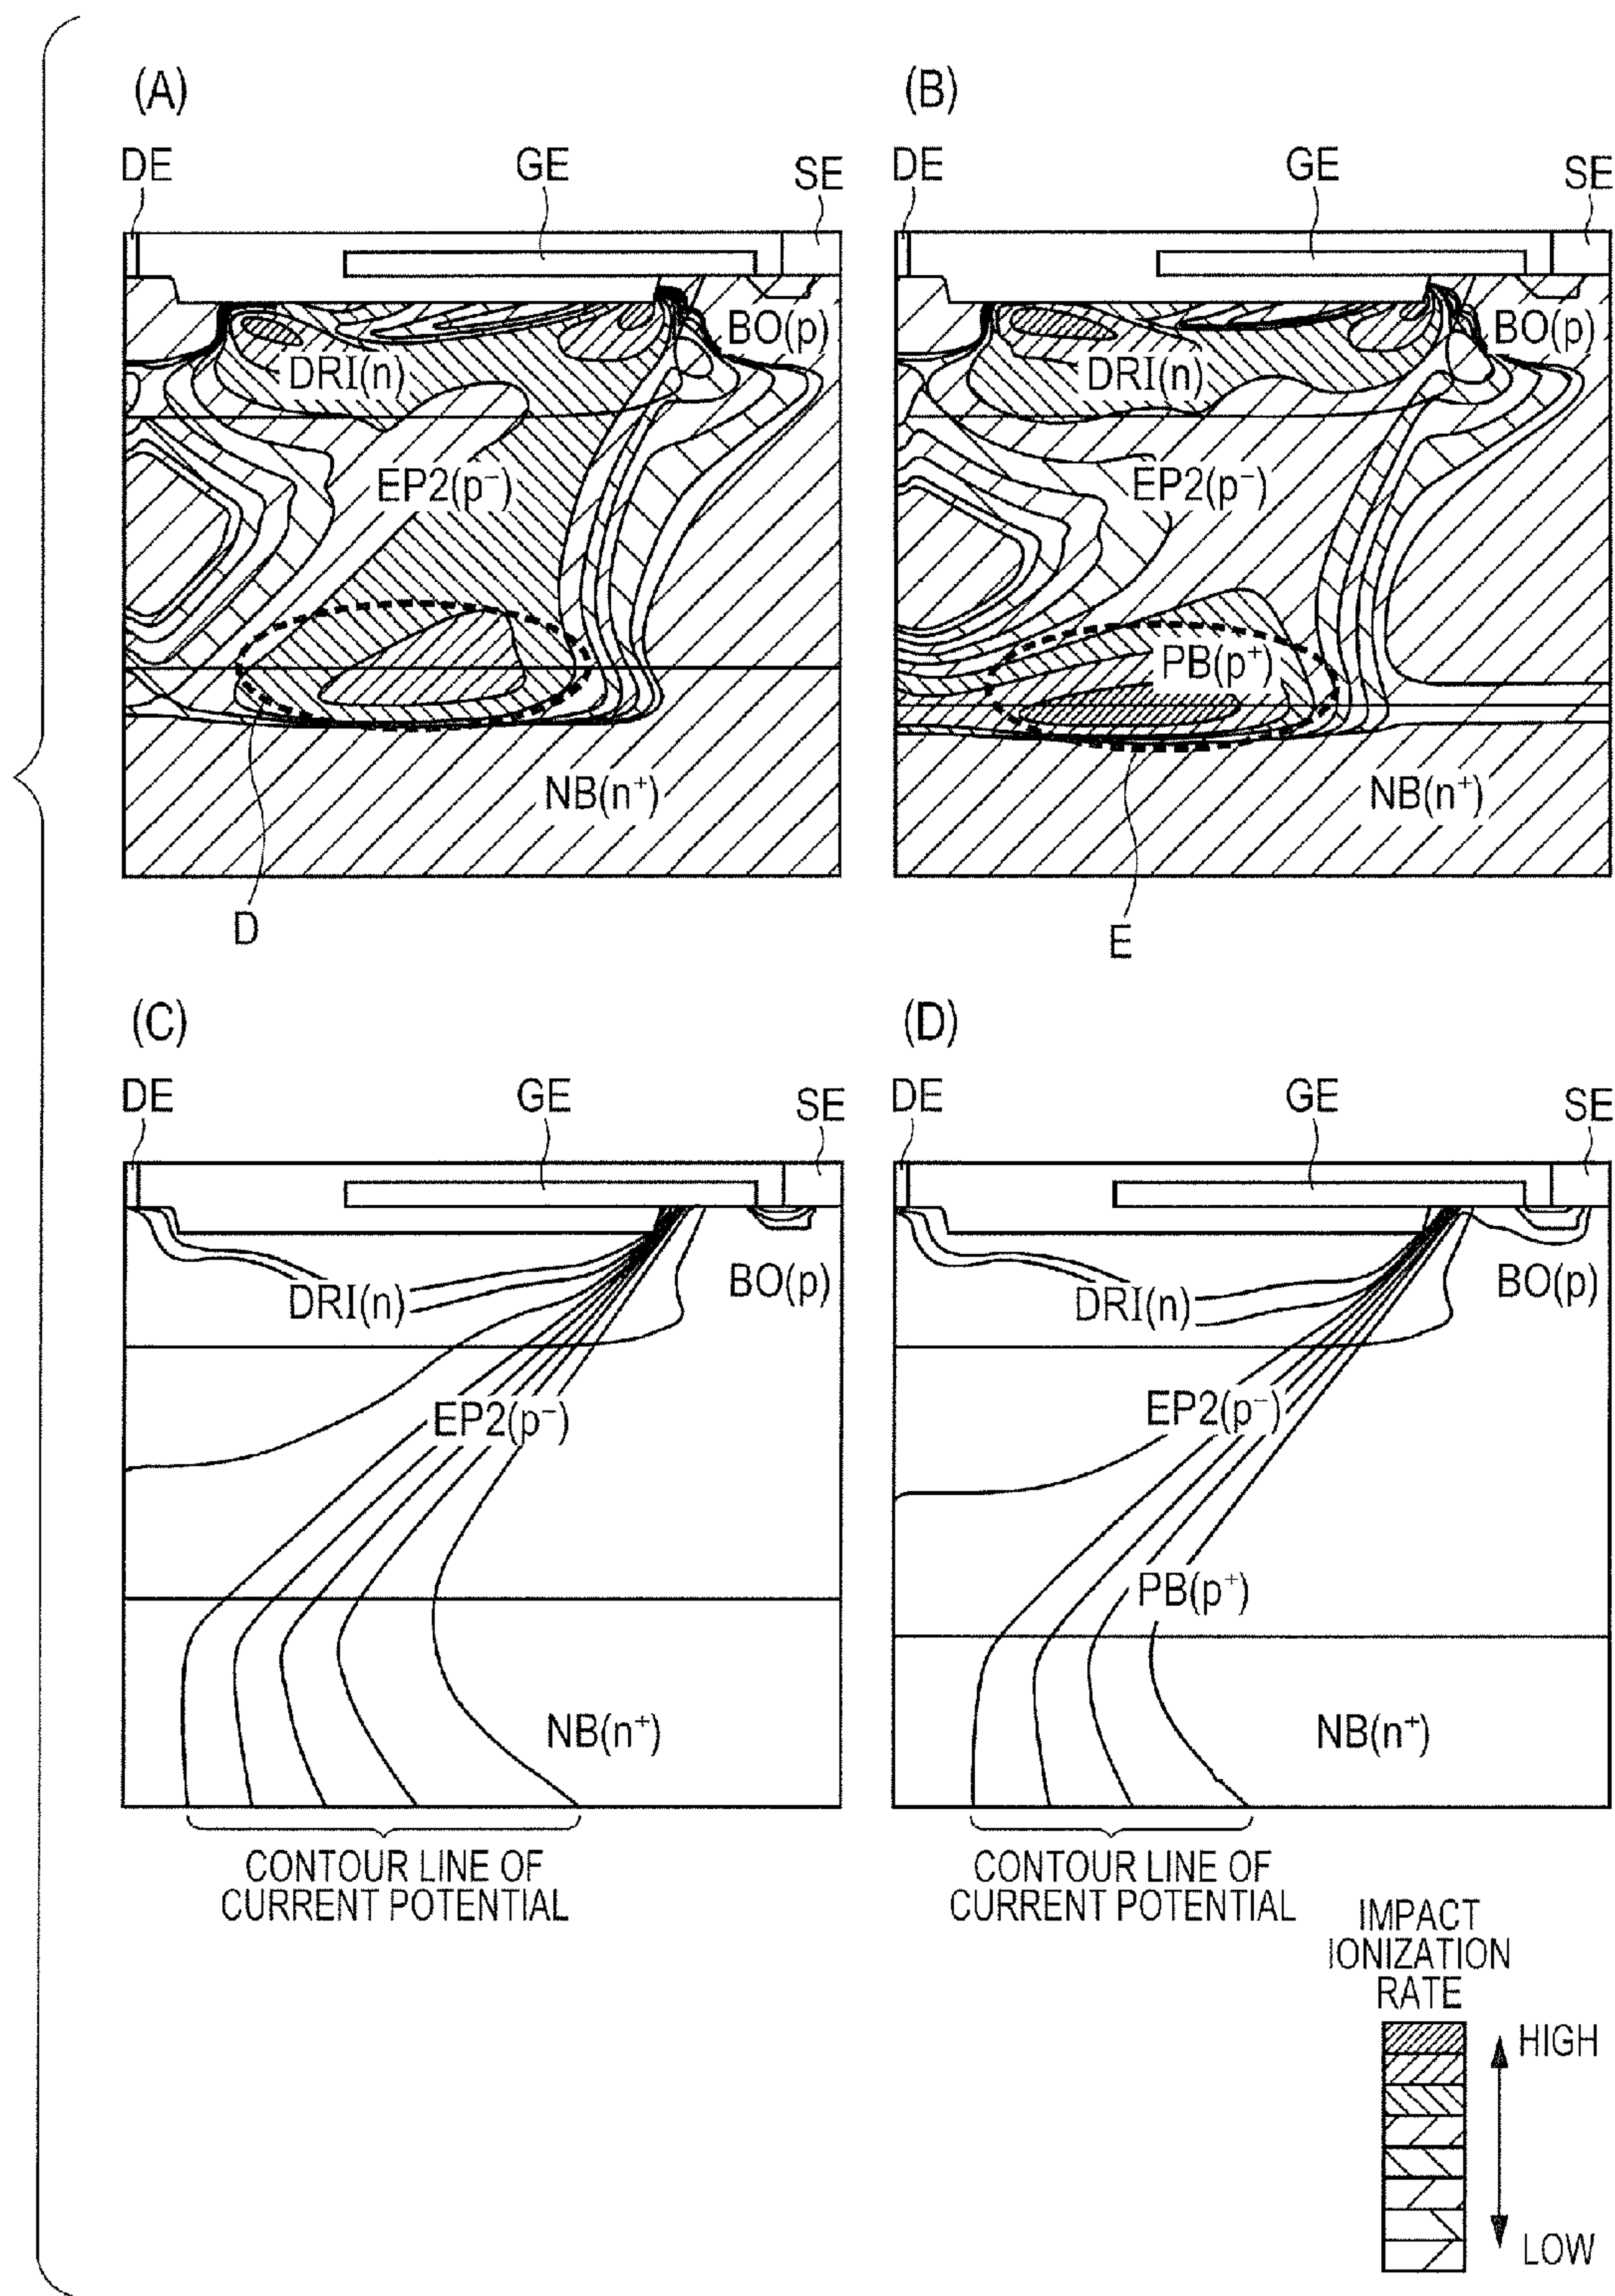 (A)
DE
GE
SE
DRI(n)
BO(p)
EP2(p⁻)
NB(n⁺)
D
(B)
DE
GE
SE
DRI(n)
BO(p)
EP2(p⁻)
PB(p⁺)
NB(n⁺)
E
(C)
DE
GE
SE
DRI(n)
BO(p)
EP2(p⁻)
NB(n⁺)
CONTOUR LINE OF
CURRENT POTENTIAL
(D)
DE
GE
SE
DRI(n)
BO(p)
EP2(p⁻)
PB(p⁺)
NB(n⁺)
CONTOUR LINE OF
CURRENT POTENTIAL
IMPACT
IONIZATION
RATE
HIGH
LOW